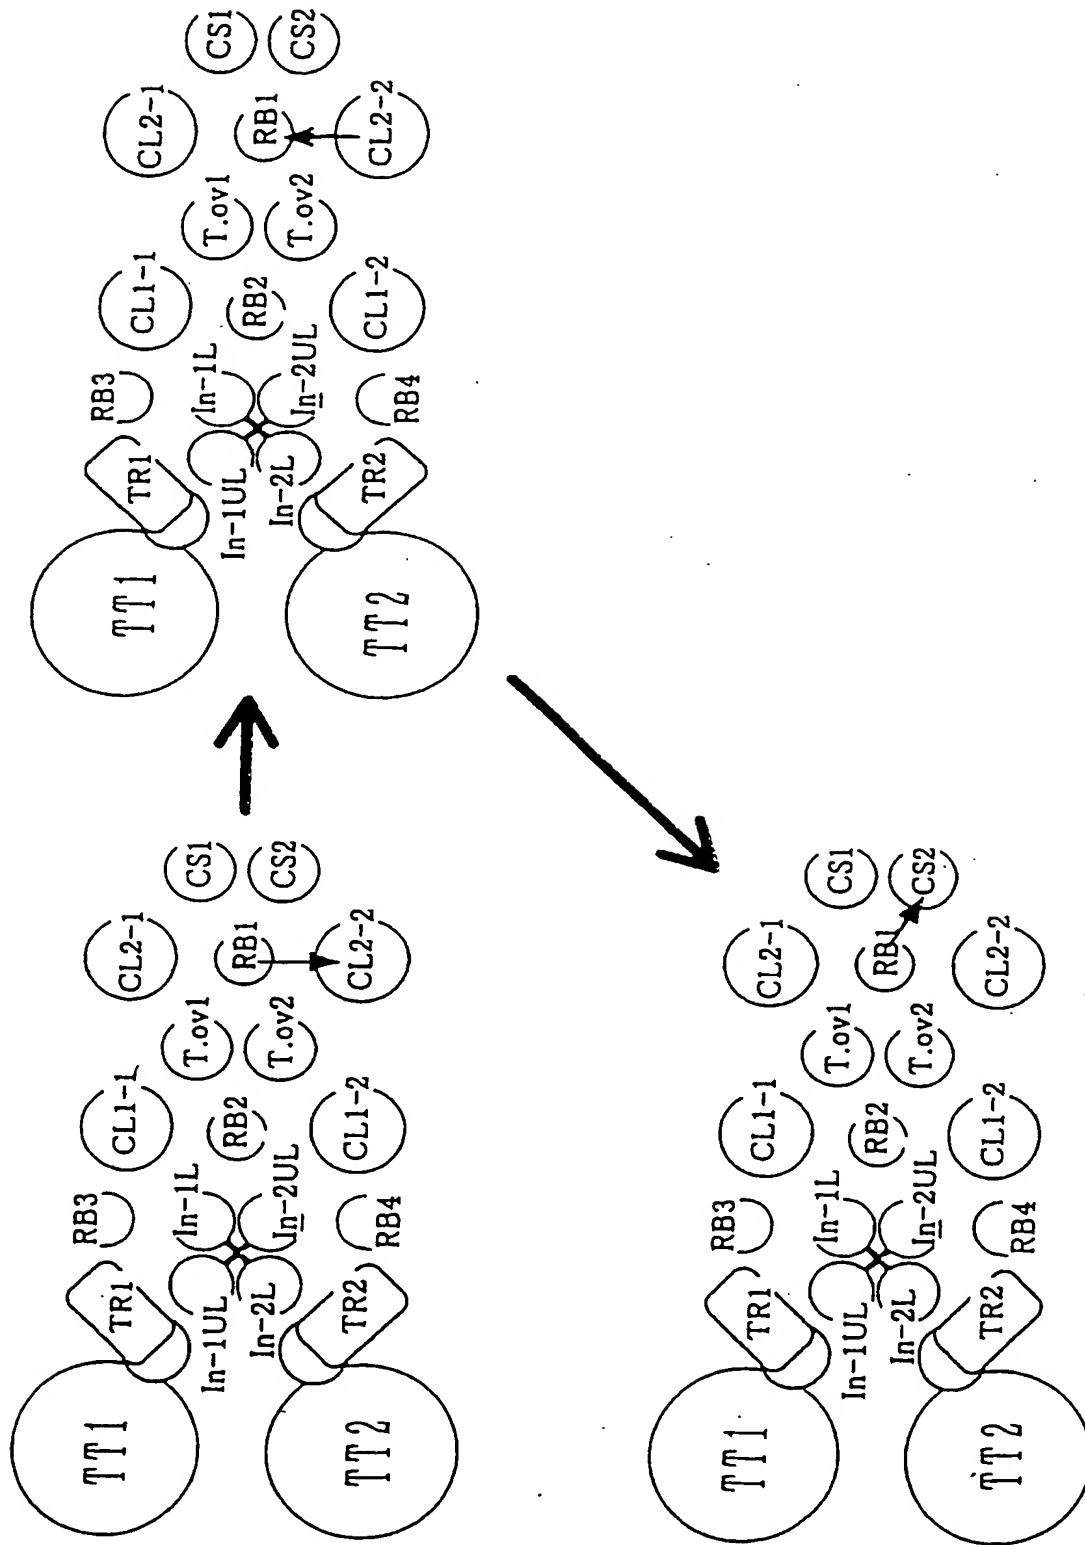 TT1
TT2
TR1
TR2
In-1UL
In-2L
In-1L
In-2UL
RB3
RB4
CL1-1
RB2
CL1-2
T.ov1
T.ov2
CL2-1
RB1
CL2-2
CS1
CS2
TT1
TT2
TR1
TR2
In-1UL
In-2L
In-1L
In-2UL
RB3
RB4
CL1-1
RB2
CL1-2
T.ov1
T.ov2
CL2-1
RB1
CL2-2
CS1
CS2
TT1
TT2
TR1
TR2
In-1UL
In-2L
In-1L
In-2UL
RB3
RB4
CL1-1
RB2
CL1-2
T.ov1
T.ov2
CL2-1
RB1
CL2-2
CS1
CS2